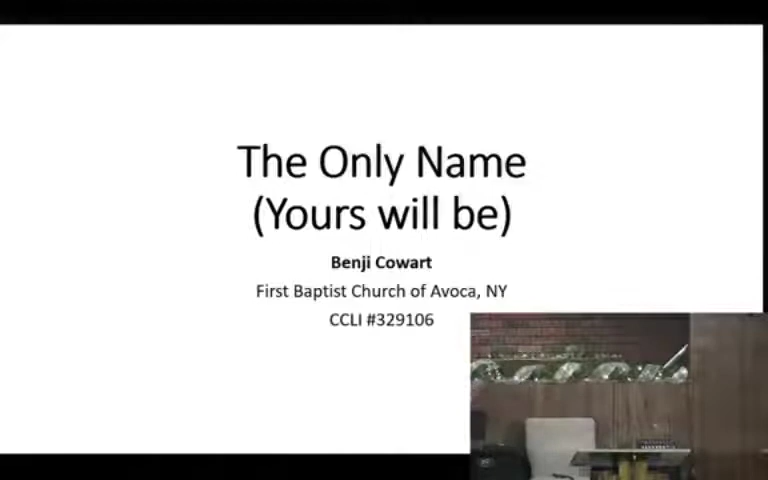 The Only Name
(Yours will be)
Benji Cowart
First Baptist Church of Avoca, NY
CCLI #329106